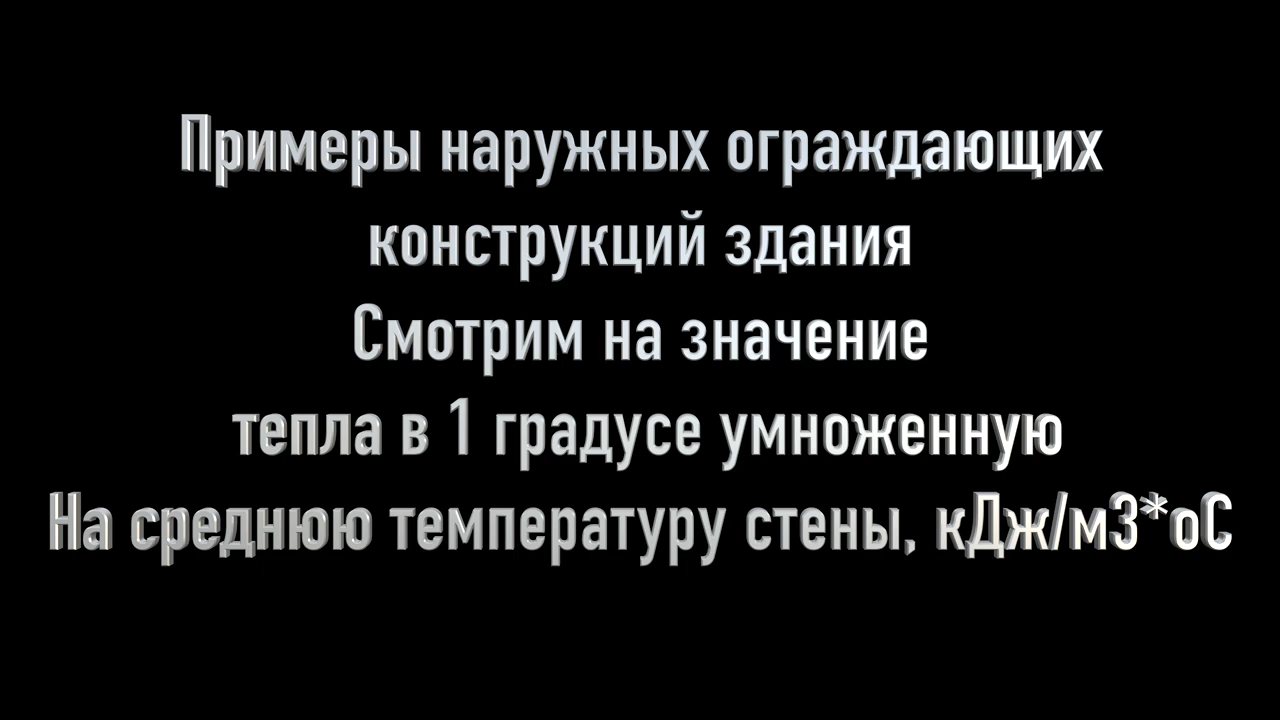 Примеры наружных ограждающих
конструкций здания
Смотрим на значение
тепла в 1 градусе умноженную
На среднюю температуру стены, кДж/м3*оС